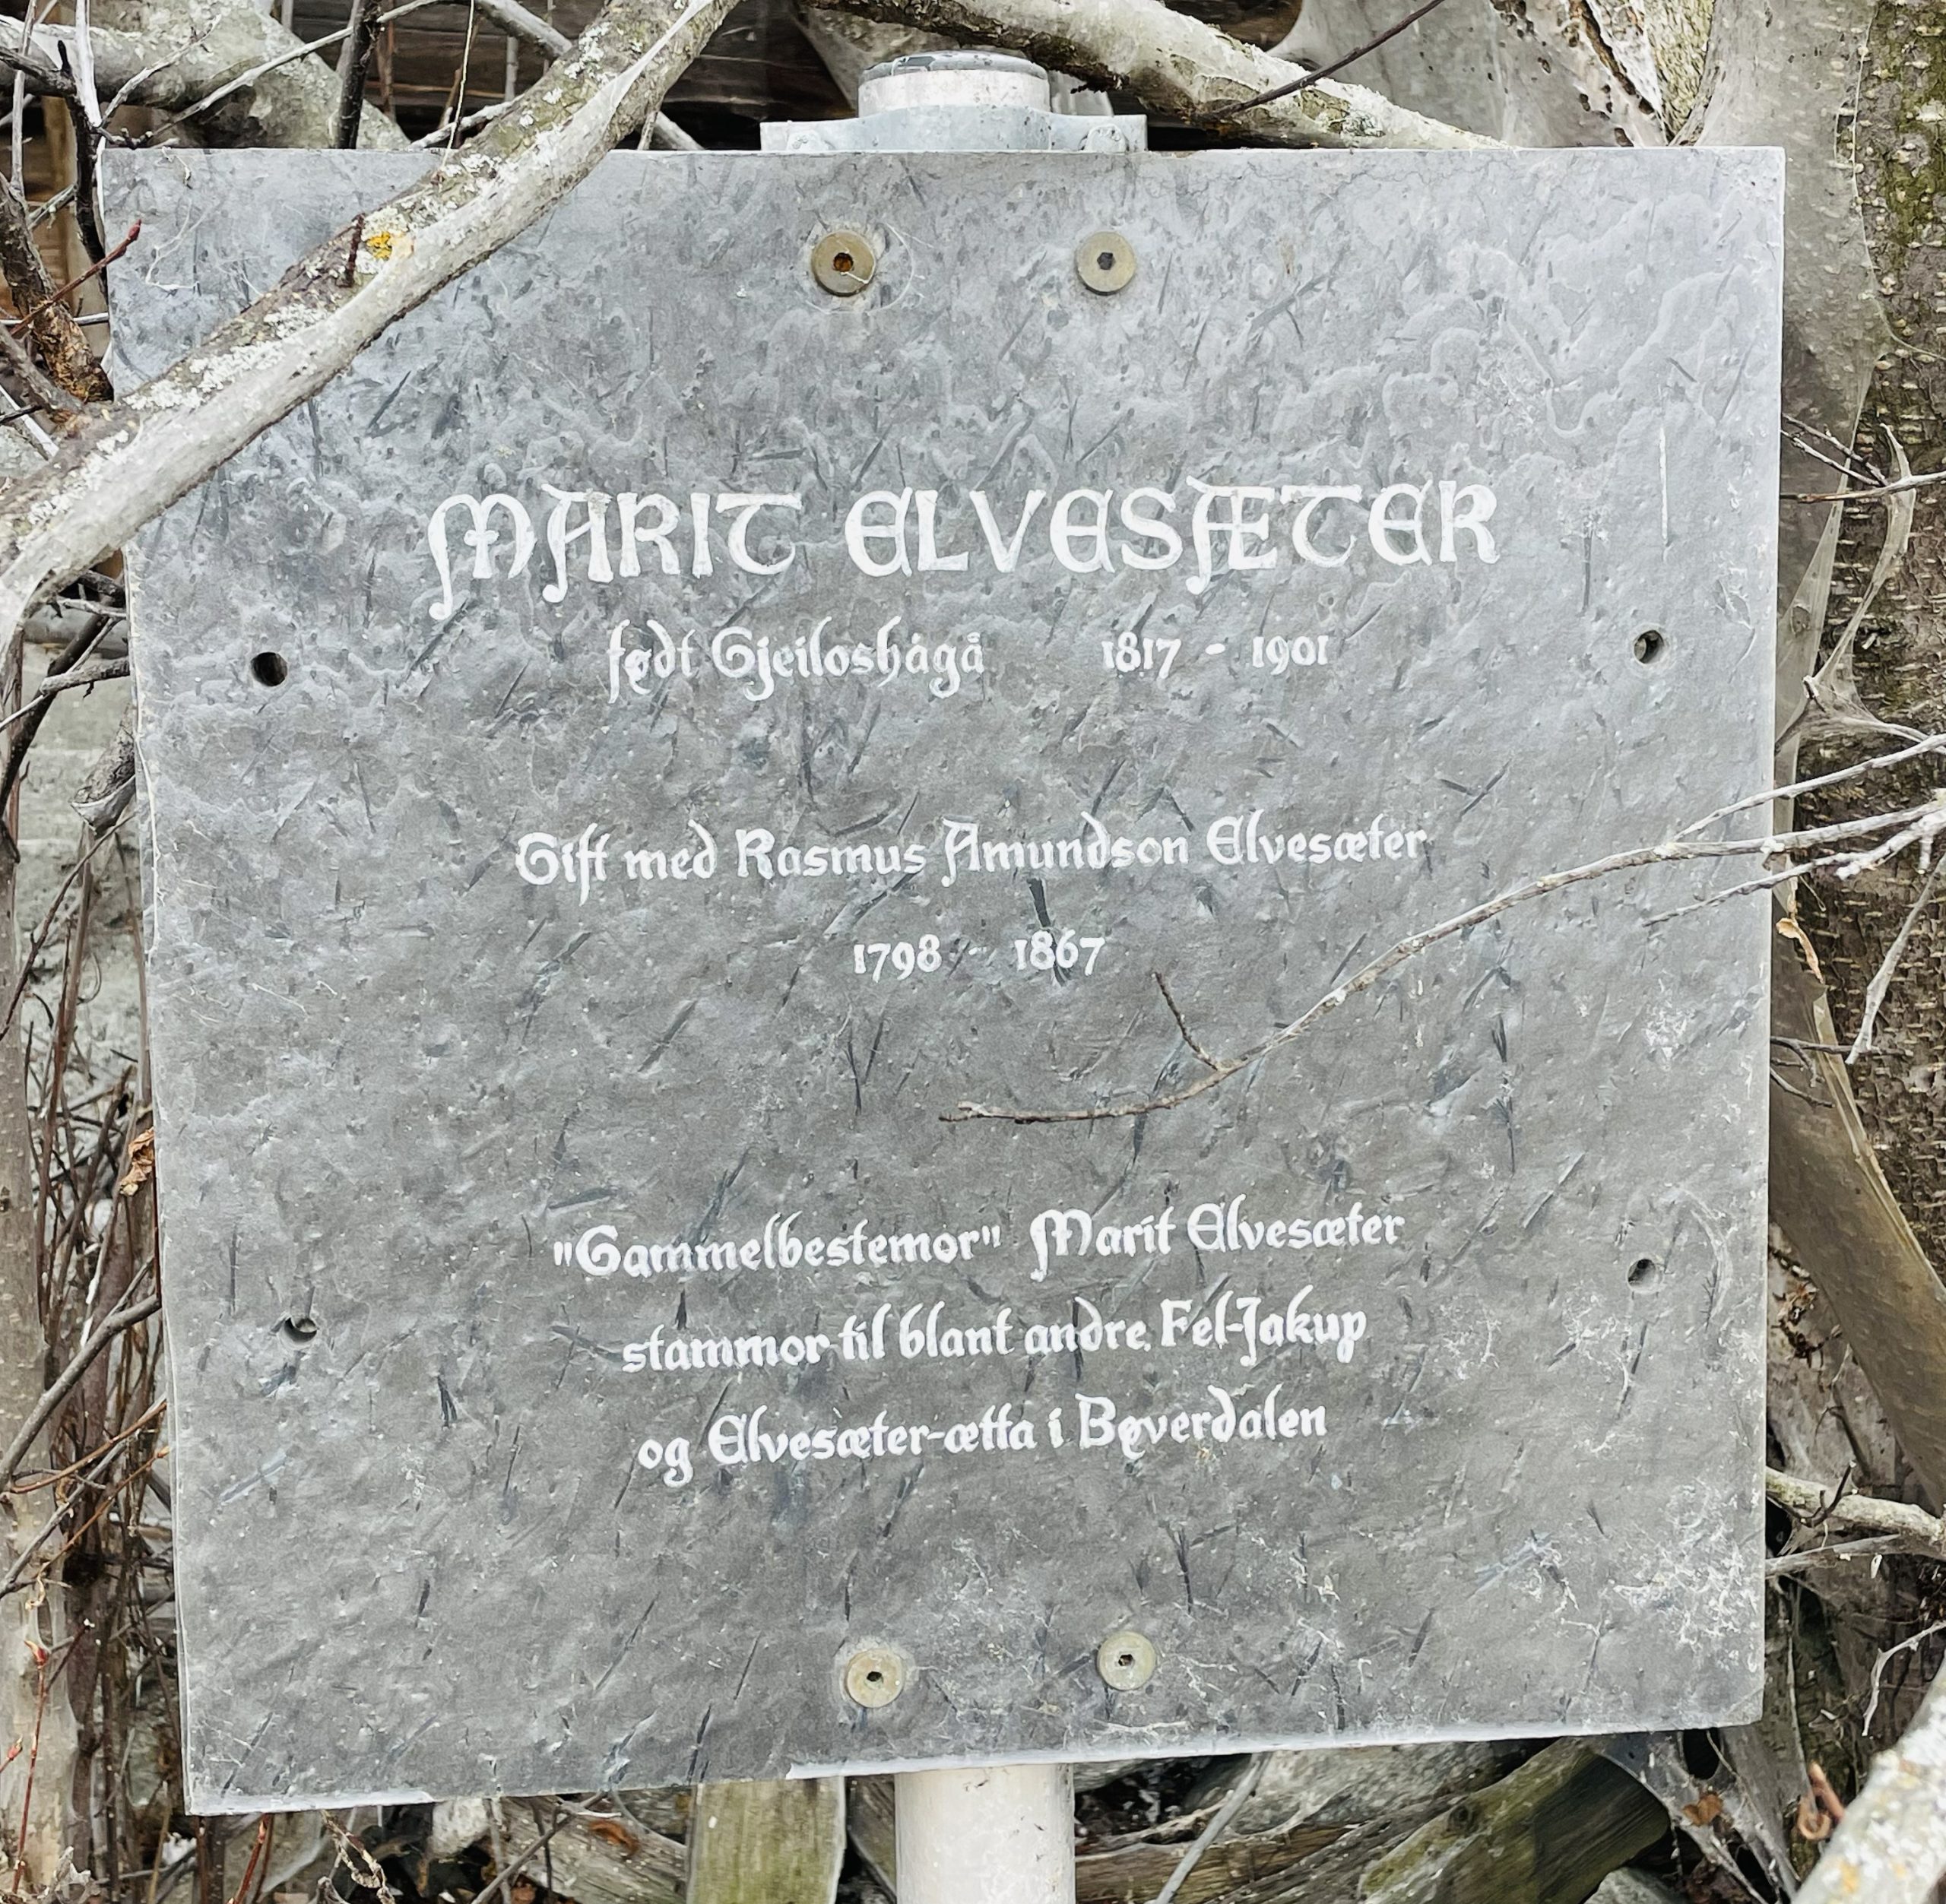 MARIT ELVESÆTER
født Gjeiloshågå 1817 - 1901
Gift med Rasmus Amundson Elvesæter
1798 - 1867
"Gammelbestemor" Marit Elvesæter
stammor til blant andre Fel-Jakup
og Elvesæter-ætta i Bøverdalen